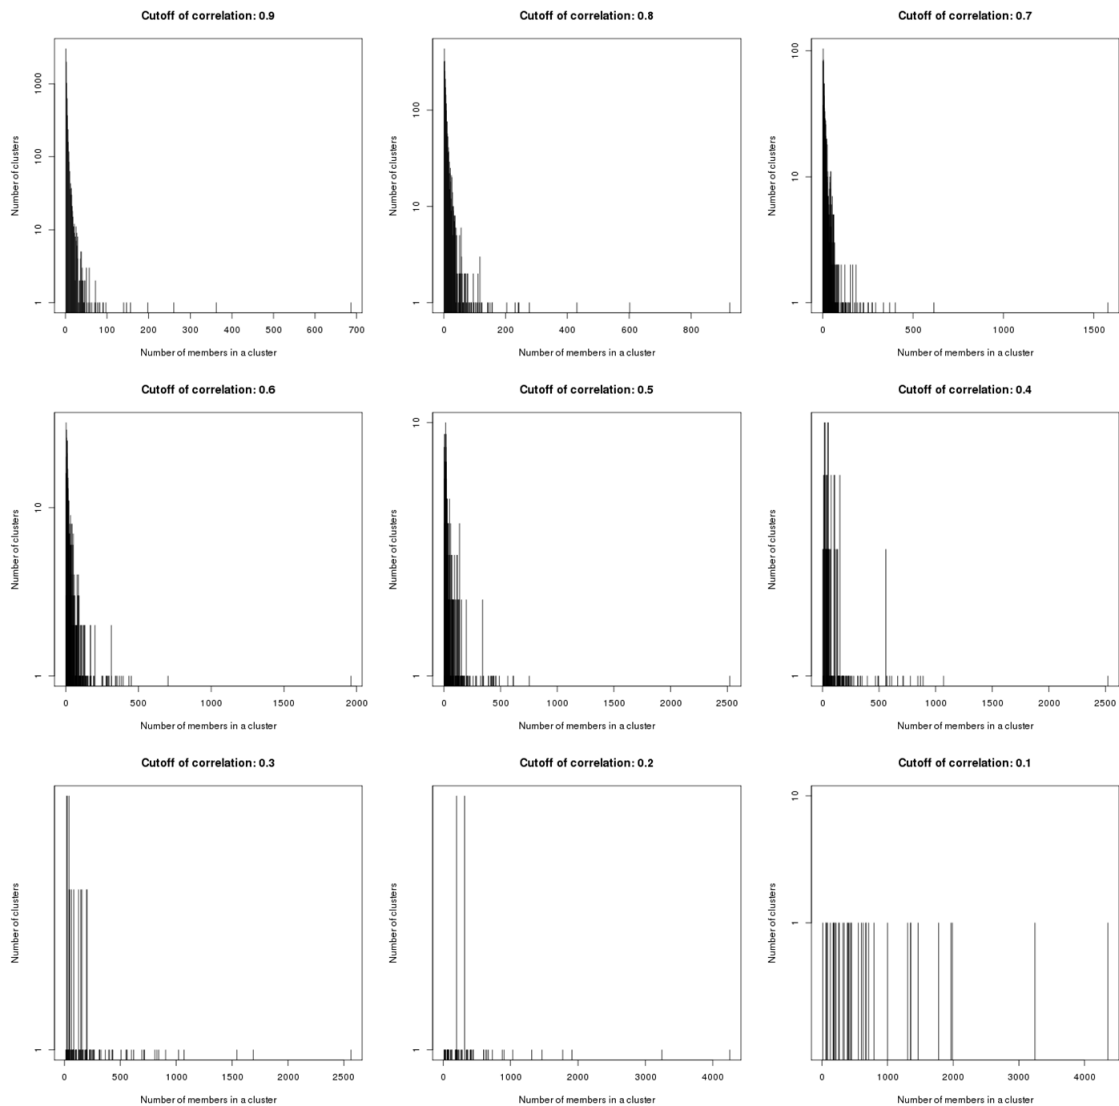 Cutoff of correlation: 0.9
Number of clusters
1000
100
10
1
0 100 200 300 400 500 600 700
Number of members in a cluster
Cutoff of correlation: 0.8
Number of clusters
100
10
1
0 200 400 600 800
Number of members in a cluster
Cutoff of correlation: 0.7
Number of clusters
100
10
1
0 500 1000 1500
Number of members in a cluster
Cutoff of correlation: 0.6
Number of clusters
10
1
0 500 1000 1500 2000
Number of members in a cluster
Cutoff of correlation: 0.5
Number of clusters
10
1
0 500 1000 1500 2000 2500
Number of members in a cluster
Cutoff of correlation: 0.4
Number of clusters
1
0 500 1000 1500 2000 2500
Number of members in a cluster
Cutoff of correlation: 0.3
Number of clusters
1
0 500 1000 1500 2000 2500
Number of members in a cluster
Cutoff of correlation: 0.2
Number of clusters
1
0 1000 2000 3000 4000
Number of members in a cluster
Cutoff of correlation: 0.1
Number of clusters
10
1
0 1000 2000 3000 4000
Number of members in a cluster